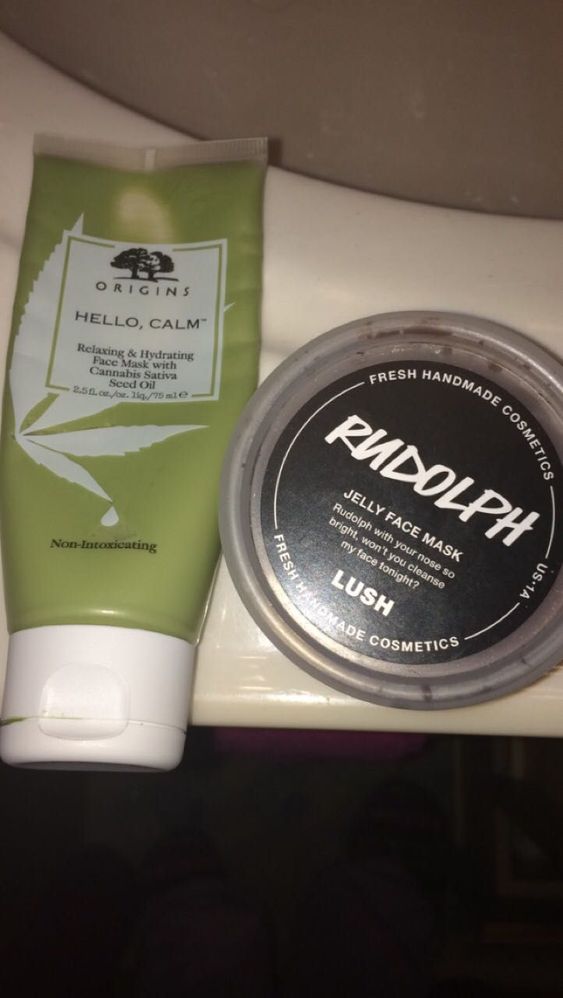 ORIGINS
HELLO, CALM™
Relaxing & Hydrating
Face Mask with
Cannabis Sativa
Seed Oil
2.5 fl. oz./oz. liq./75 ml e
Non-Intoxicating
FRESH HANDMADE COSMETICS
RUDOLPH
JELLY FACE MASK
Rudolph with your nose so
bright, won't you cleanse
my face tonight?
LUSH
US-1A
FRESH HANDMADE COSMETICS